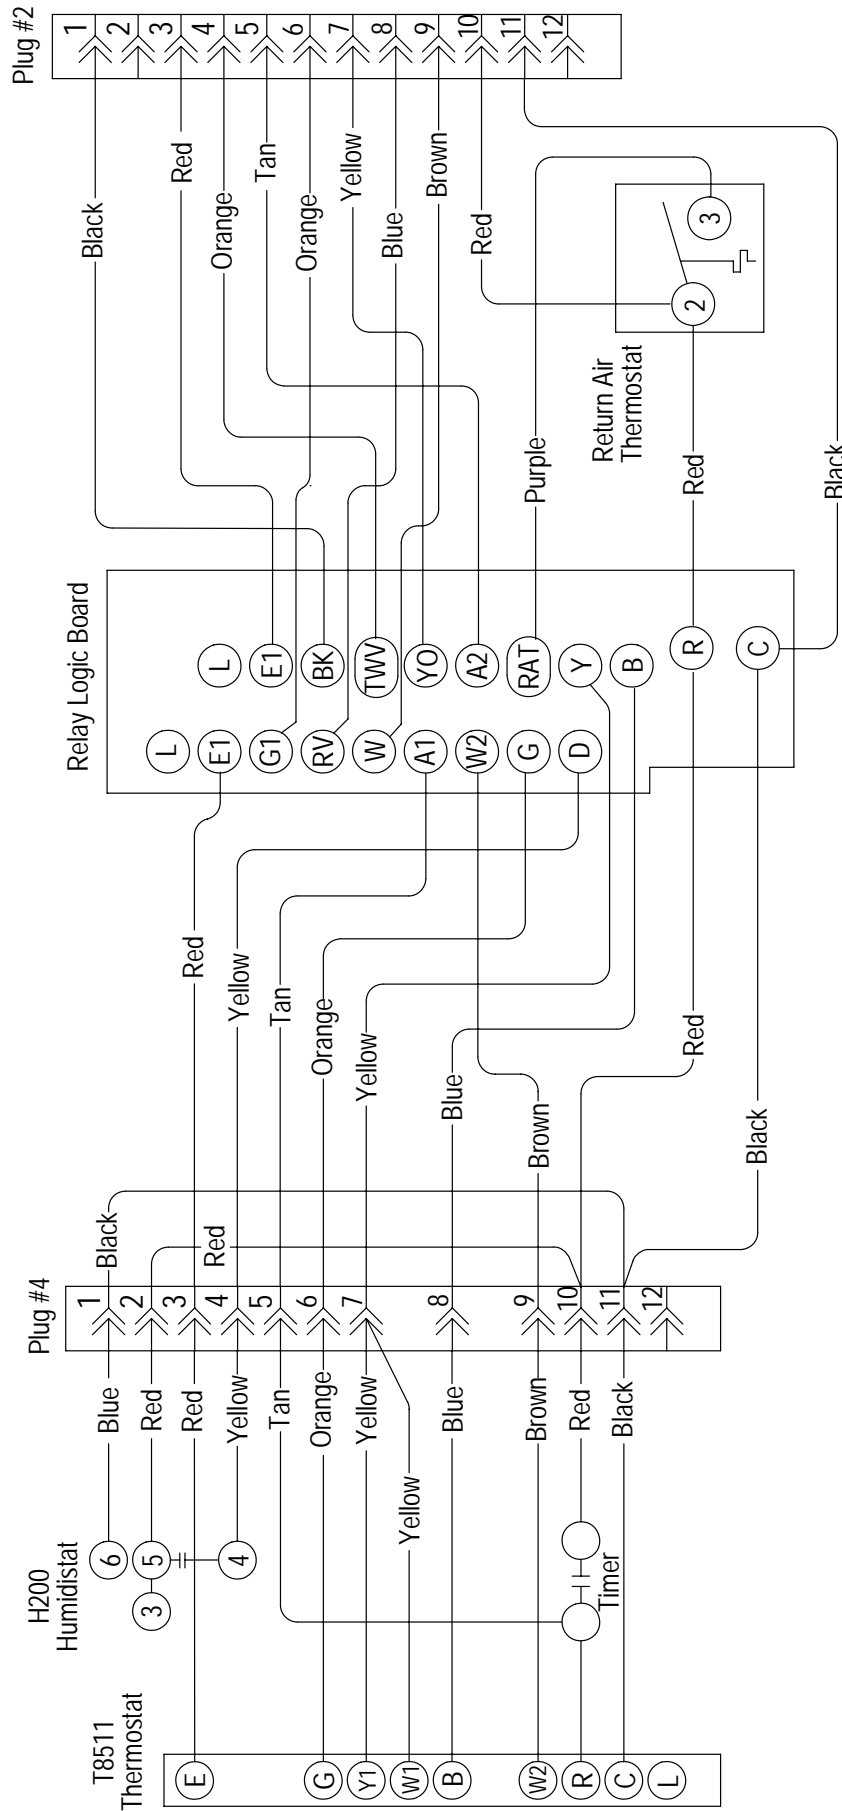 T8511
Thermostat
E
G
Y1
W1
B
W2
R
C
L
H200
Humidistat
6
5
3
4
Timer
Blue
Red
Red
Yellow
Tan
Orange
Yellow
Yellow
Blue
Brown
Red
Black
Plug #4
1
2
3
4
5
6
7
8
9
10
11
12
Black
Red
Red
Yellow
Tan
Orange
Yellow
Blue
Brown
Red
Black
Relay Logic Board
L
E1
G1
RV
W
A1
W2
G
D
L
E1
BK
TWV
YO
A2
RAT
Y
B
R
C
Black
Red
Orange
Tan
Orange
Yellow
Blue
Brown
Red
Purple
Red
Black
Return Air
Thermostat
2
3
Plug #2
1
2
3
4
5
6
7
8
9
10
11
12